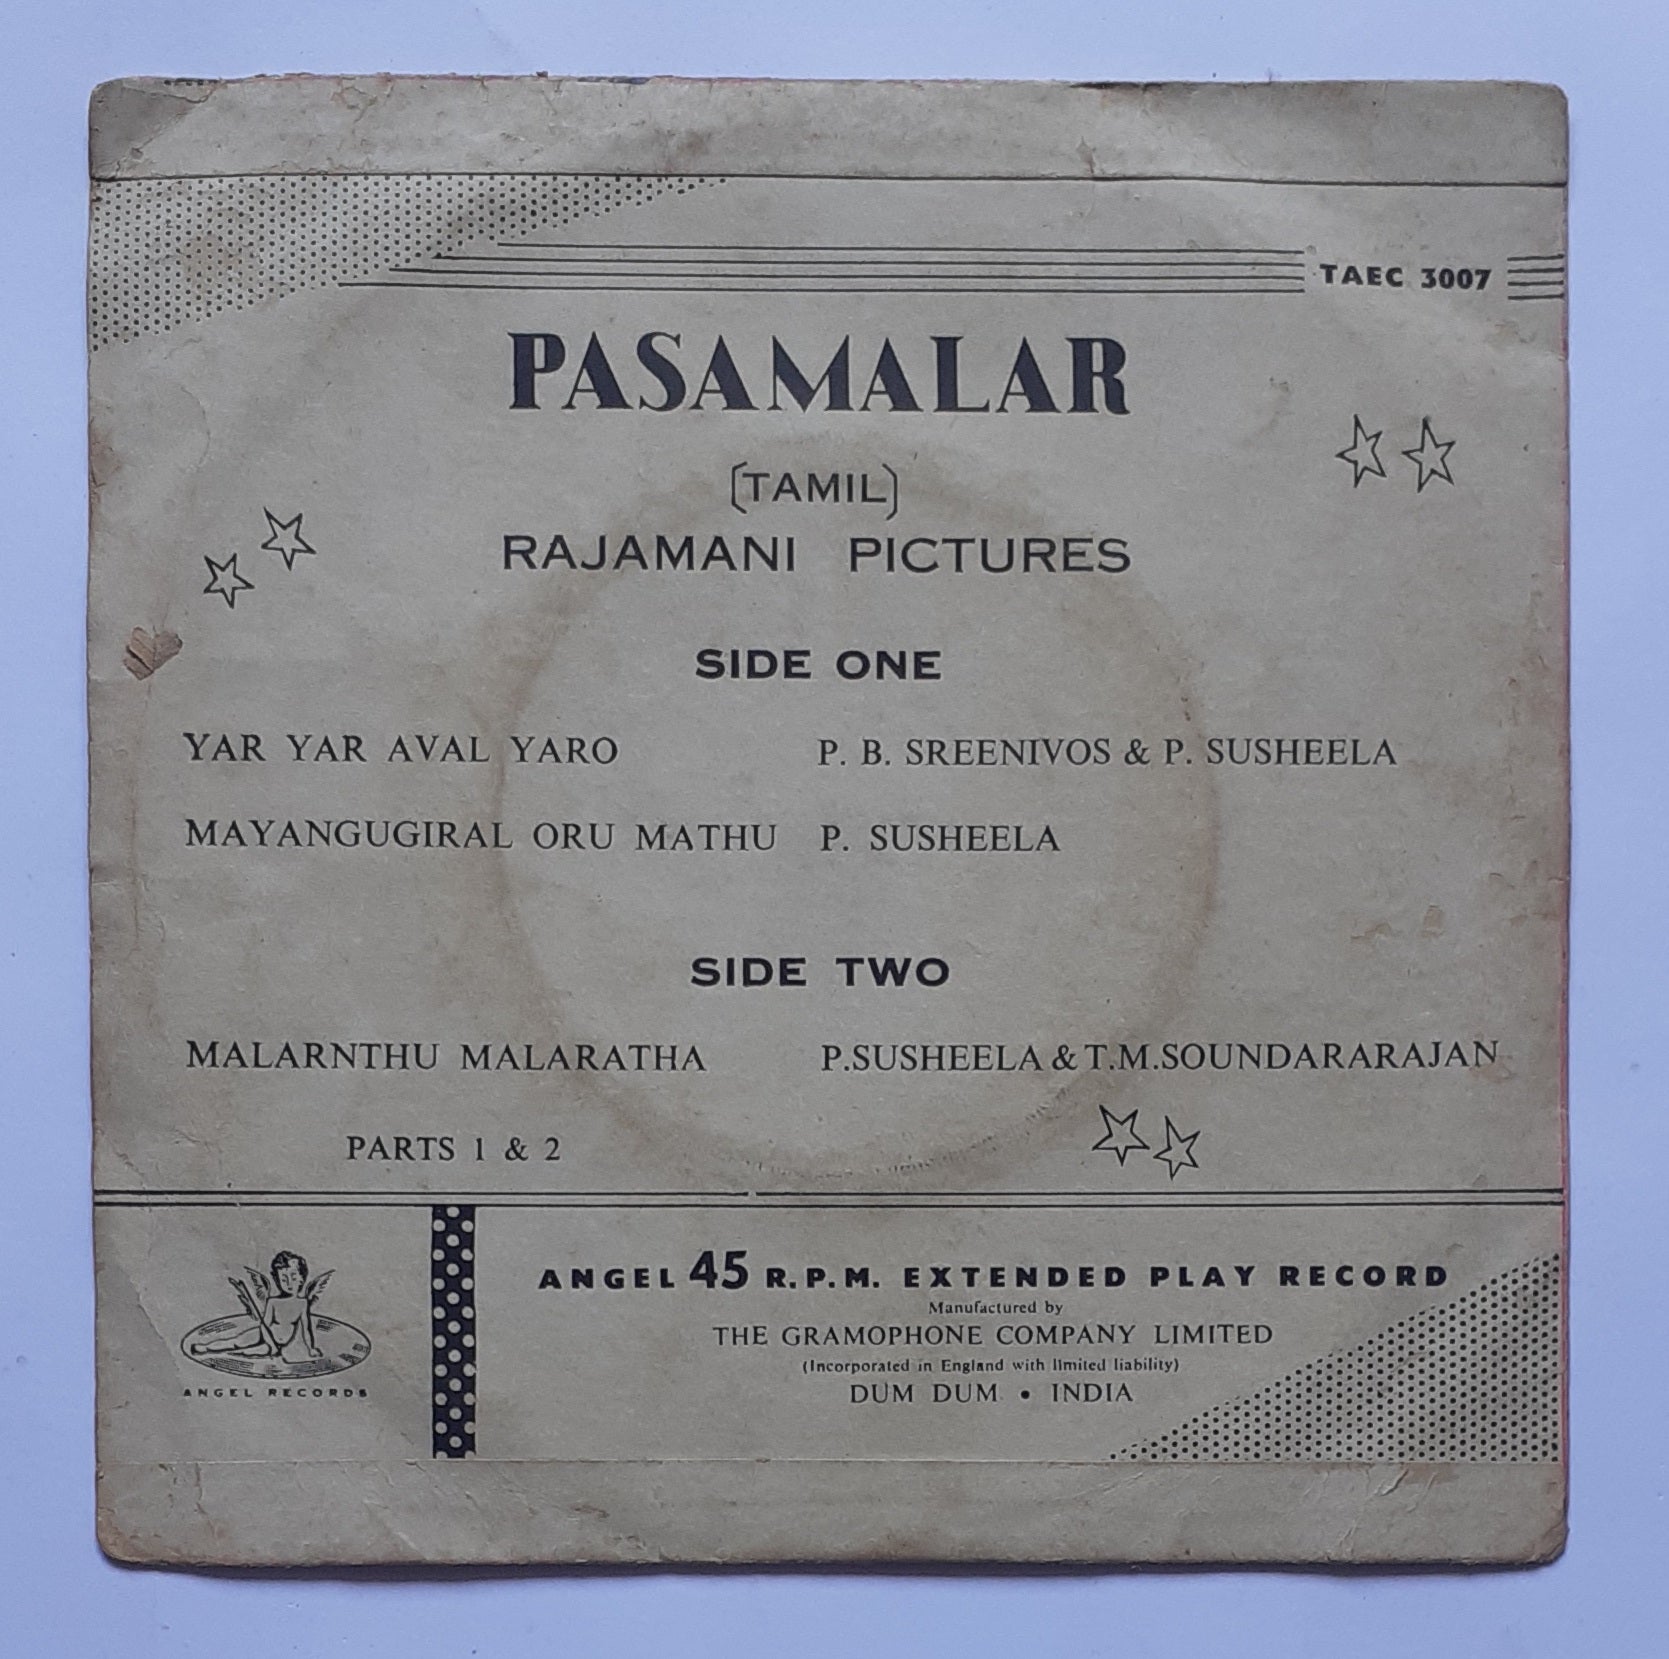 TAEC 3007
PASAMALAR
(TAMIL)
RAJAMANI PICTURES
SIDE ONE
YAR YAR AVAL YARO P. B. SREENIVOS & P. SUSHEELA
MAYANGUGIRAL ORU MATHU P. SUSHEELA
SIDE TWO
MALARNTHU MALARATHA P.SUSHEELA & T.M.SOUNDARARAJAN
PARTS 1 & 2
ANGEL RECORDS
ANGEL 45 R.P.M. EXTENDED PLAY RECORD
Manufactured by
THE GRAMOPHONE COMPANY LIMITED
(Incorporated in England with limited liability)
DUM DUM • INDIA